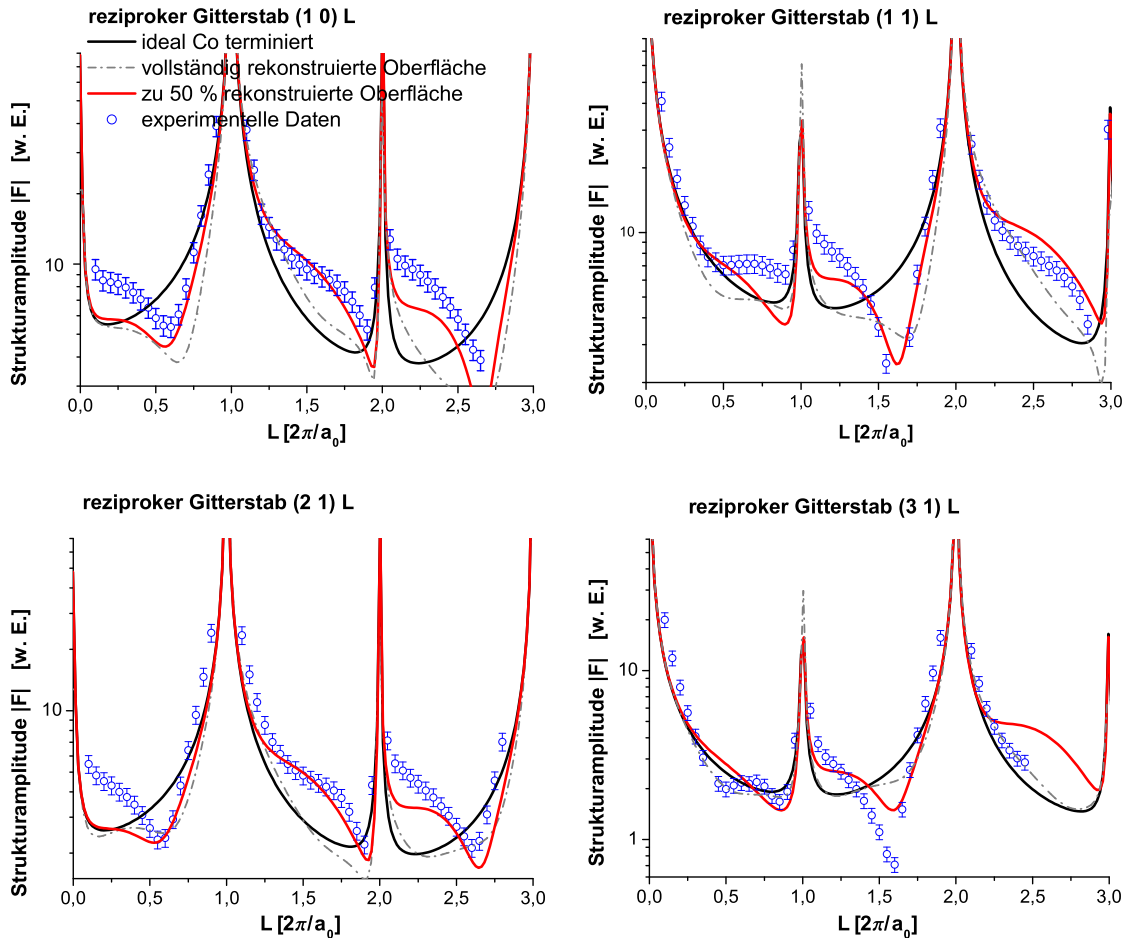 reziproker Gitterstab (1 0) L
ideal Co terminiert
vollständig rekonstruierte Oberfläche
zu 50 % rekonstruierte Oberfläche
experimentelle Daten
Strukturamplitude |F| [w. E.]
10
0,0 0,5 1,0 1,5 2,0 2,5 3,0
L [2π/a0]
reziproker Gitterstab (1 1) L
Strukturamplitude |F| [w. E.]
10
0,0 0,5 1,0 1,5 2,0 2,5 3,0
L [2π/a0]
reziproker Gitterstab (2 1) L
Strukturamplitude |F| [w. E.]
10
0,0 0,5 1,0 1,5 2,0 2,5 3,0
L [2π/a0]
reziproker Gitterstab (3 1) L
Strukturamplitude |F| [w. E.]
10
1
0,0 0,5 1,0 1,5 2,0 2,5 3,0
L [2π/a0]